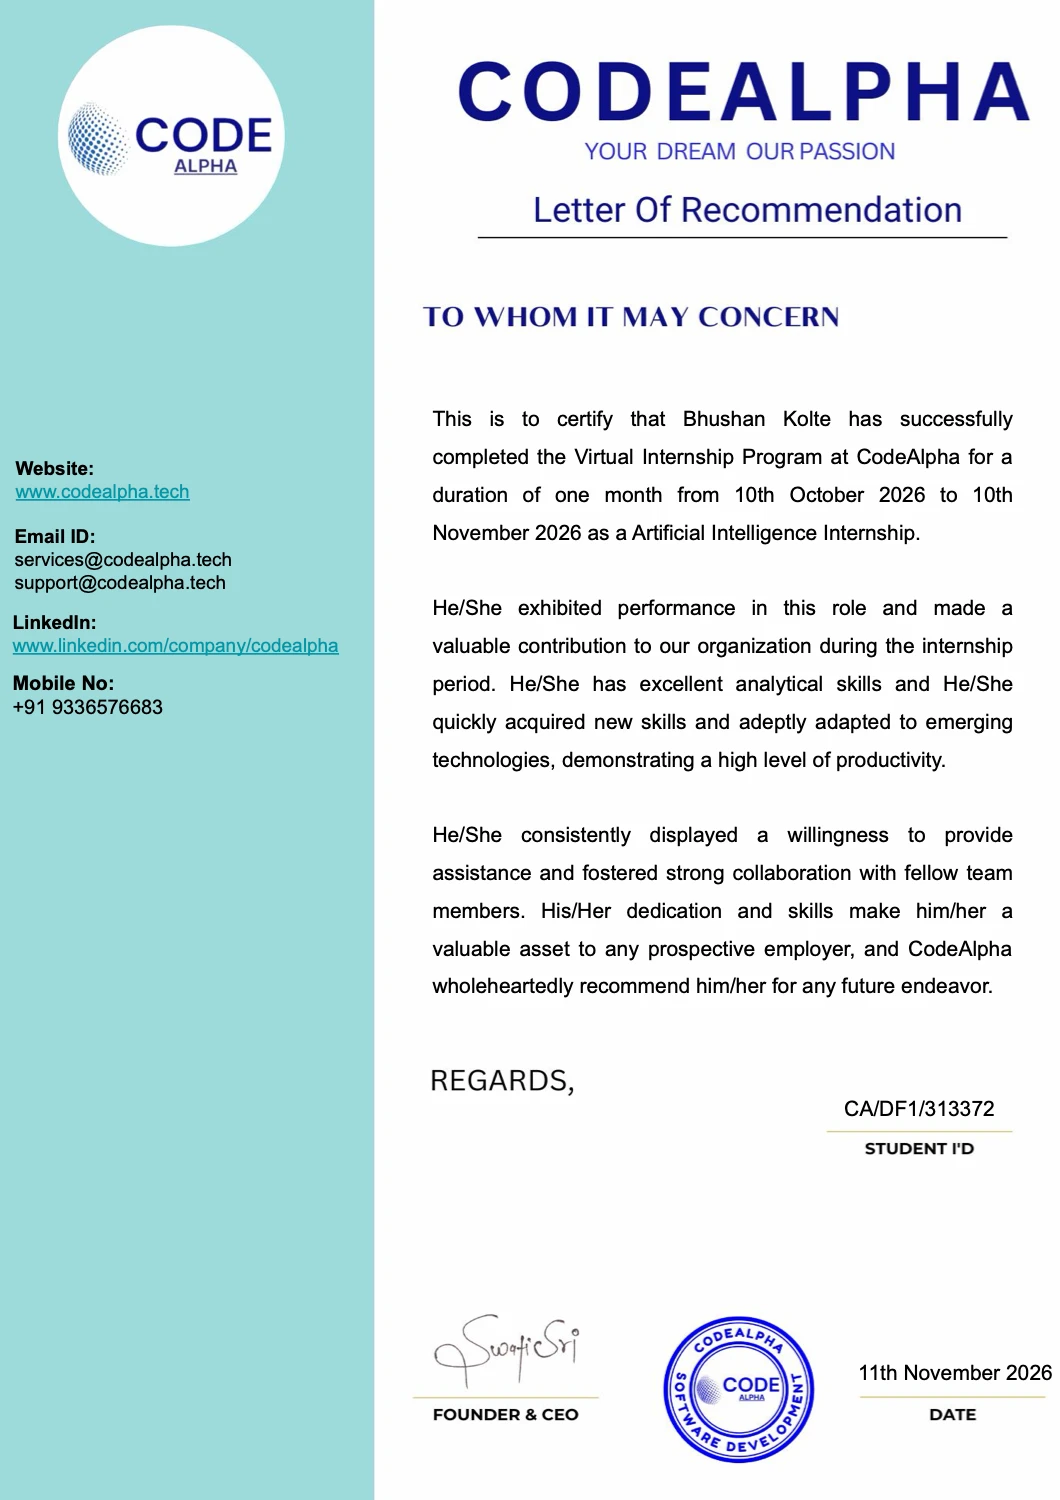 CODE
ALPHA
CODEALPHA
YOUR DREAM OUR PASSION
Letter Of Recommendation
TO WHOM IT MAY CONCERN
This is to certify that Bhushan Kolte has successfully
completed the Virtual Internship Program at CodeAlpha for a
duration of one month from 10th October 2026 to 10th
November 2026 as a Artificial Intelligence Internship.
He/She exhibited performance in this role and made a
valuable contribution to our organization during the internship
period. He/She has excellent analytical skills and He/She
quickly acquired new skills and adeptly adapted to emerging
technologies, demonstrating a high level of productivity.
He/She consistently displayed a willingness to provide
assistance and fostered strong collaboration with fellow team
members. His/Her dedication and skills make him/her a
valuable asset to any prospective employer, and CodeAlpha
wholeheartedly recommend him/her for any future endeavor.
Website:
www.codealpha.tech
Email ID:
services@codealpha.tech
support@codealpha.tech
LinkedIn:
www.linkedin.com/company/codealpha
Mobile No:
+91 9336576683
REGARDS,
CA/DF1/313372
STUDENT I'D
SwatiSri
FOUNDER & CEO
CODEALPHA
CODE
ALPHA
SOFTWARE DEVELOPMENT
11th November 2026
DATE